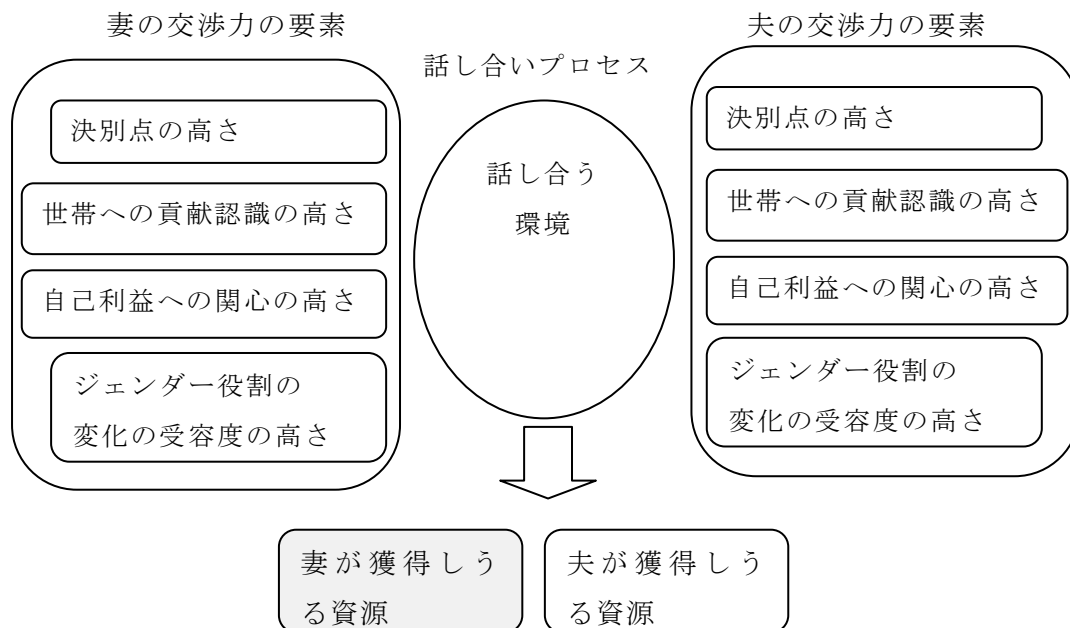 妻の交渉力の要素
決別点の高さ
世帯への貢献認識の高さ
自己利益への関心の高さ
ジェンダー役割の
変化の受容度の高さ
話し合いプロセス
話し合う
環境
夫の交渉力の要素
決別点の高さ
世帯への貢献認識の高さ
自己利益への関心の高さ
ジェンダー役割の
変化の受容度の高さ
妻が獲得しう
る資源
夫が獲得しう
る資源